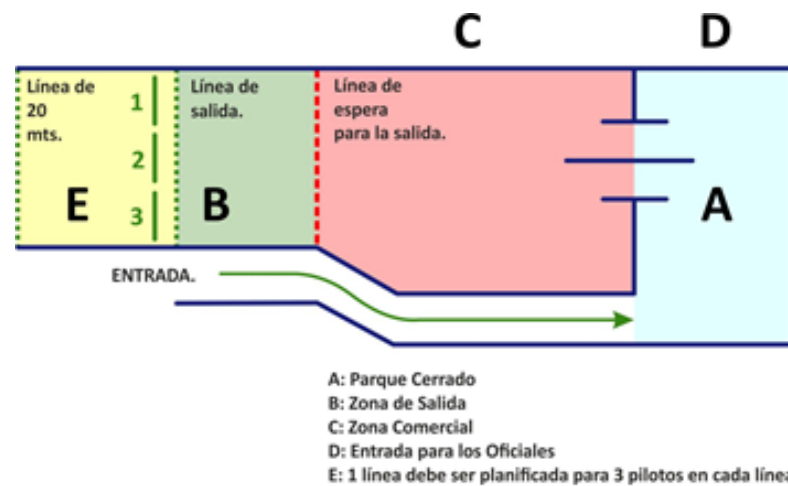 C
D
Línea de
20
mts.
1
2
3
E
Línea de
salida.
B
Línea de
espera
para la salida.
A
ENTRADA.
A: Parque Cerrado
B: Zona de Salida
C: Zona Comercial
D: Entrada para los Oficiales
E: 1 línea debe ser planificada para 3 pilotos en cada línea